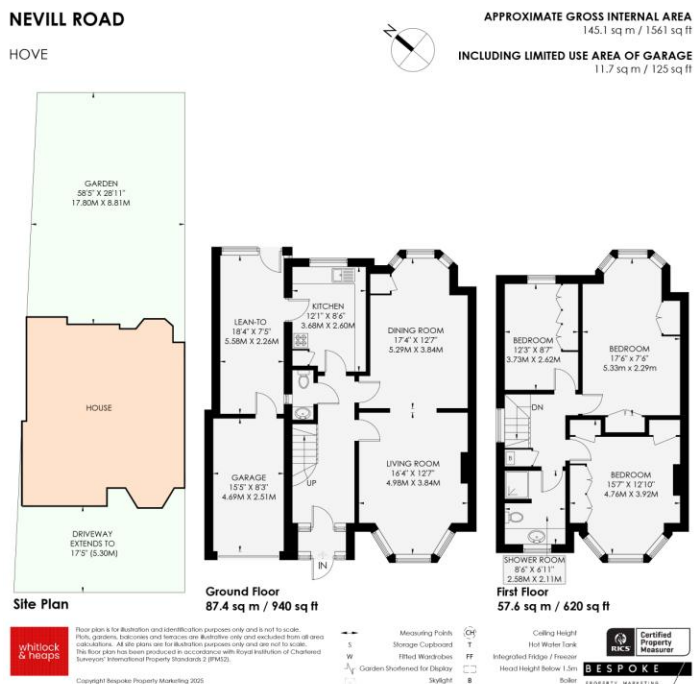 NEVILL ROAD
HOVE
APPROXIMATE GROSS INTERNAL AREA
145.1 sq m / 1561 sq ft
INCLUDING LIMITED USE AREA OF GARAGE
11.7 sq m / 125 sq ft
N
GARDEN
58'5" X 28'11"
17.80M X 8.81M
HOUSE
DRIVEWAY
EXTENDS TO
17'5" (5.30M)
Site Plan
LEAN-TO
18'4" X 7'5"
5.58M X 2.26M
KITCHEN
12'1" X 8'6"
3.68M X 2.60M
DINING ROOM
17'4" X 12'7"
5.29M X 3.84M
GARAGE
15'5" X 8'3"
4.69M X 2.51M
UP
LIVING ROOM
16'4" X 12'7"
4.98M X 3.84M
IN
Ground Floor
87.4 sq m / 940 sq ft
BEDROOM
12'3" X 8'7"
3.73M X 2.62M
BEDROOM
17'6" X 7'6"
5.33m x 2.29m
DN
B
BEDROOM
15'7" X 12'10"
4.76M X 3.92M
SHOWER ROOM
8'6" X 6'11"
2.58M X 2.11M
First Floor
57.6 sq m / 620 sq ft
whitlock
& heaps
Floor plan is for illustration and identification purposes only and is not to scale.
Plots, gardens, balconies and terraces are illustrative only and excluded from all area
calculations. All site plans are for illustration purposes only and are not to scale.
This floor plan has been produced in accordance with Royal Institution of Chartered
Surveyors' International Property Standards 2 (IPMS2).
Copyright Bespoke Property Marketing 2025
Measuring Points
S Storage Cupboard
W Fitted Wardrobes
Garden Shortened for Display
Skylight
CH Ceiling Height
T Hot Water Tank
FF Integrated Fridge / Freezer
Head Height Below 1.5m
B Boiler
RICS
Certified
Property
Measurer
BESPOKE
PROPERTY MARKETING